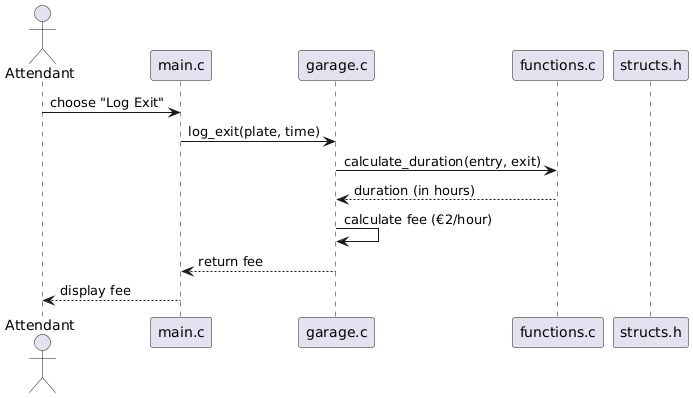 Attendant
main.c
garage.c
functions.c
structs.h
choose "Log Exit"
log_exit(plate, time)
calculate_duration(entry, exit)
duration (in hours)
calculate fee (€2/hour)
return fee
display fee
Attendant
main.c
garage.c
functions.c
structs.h